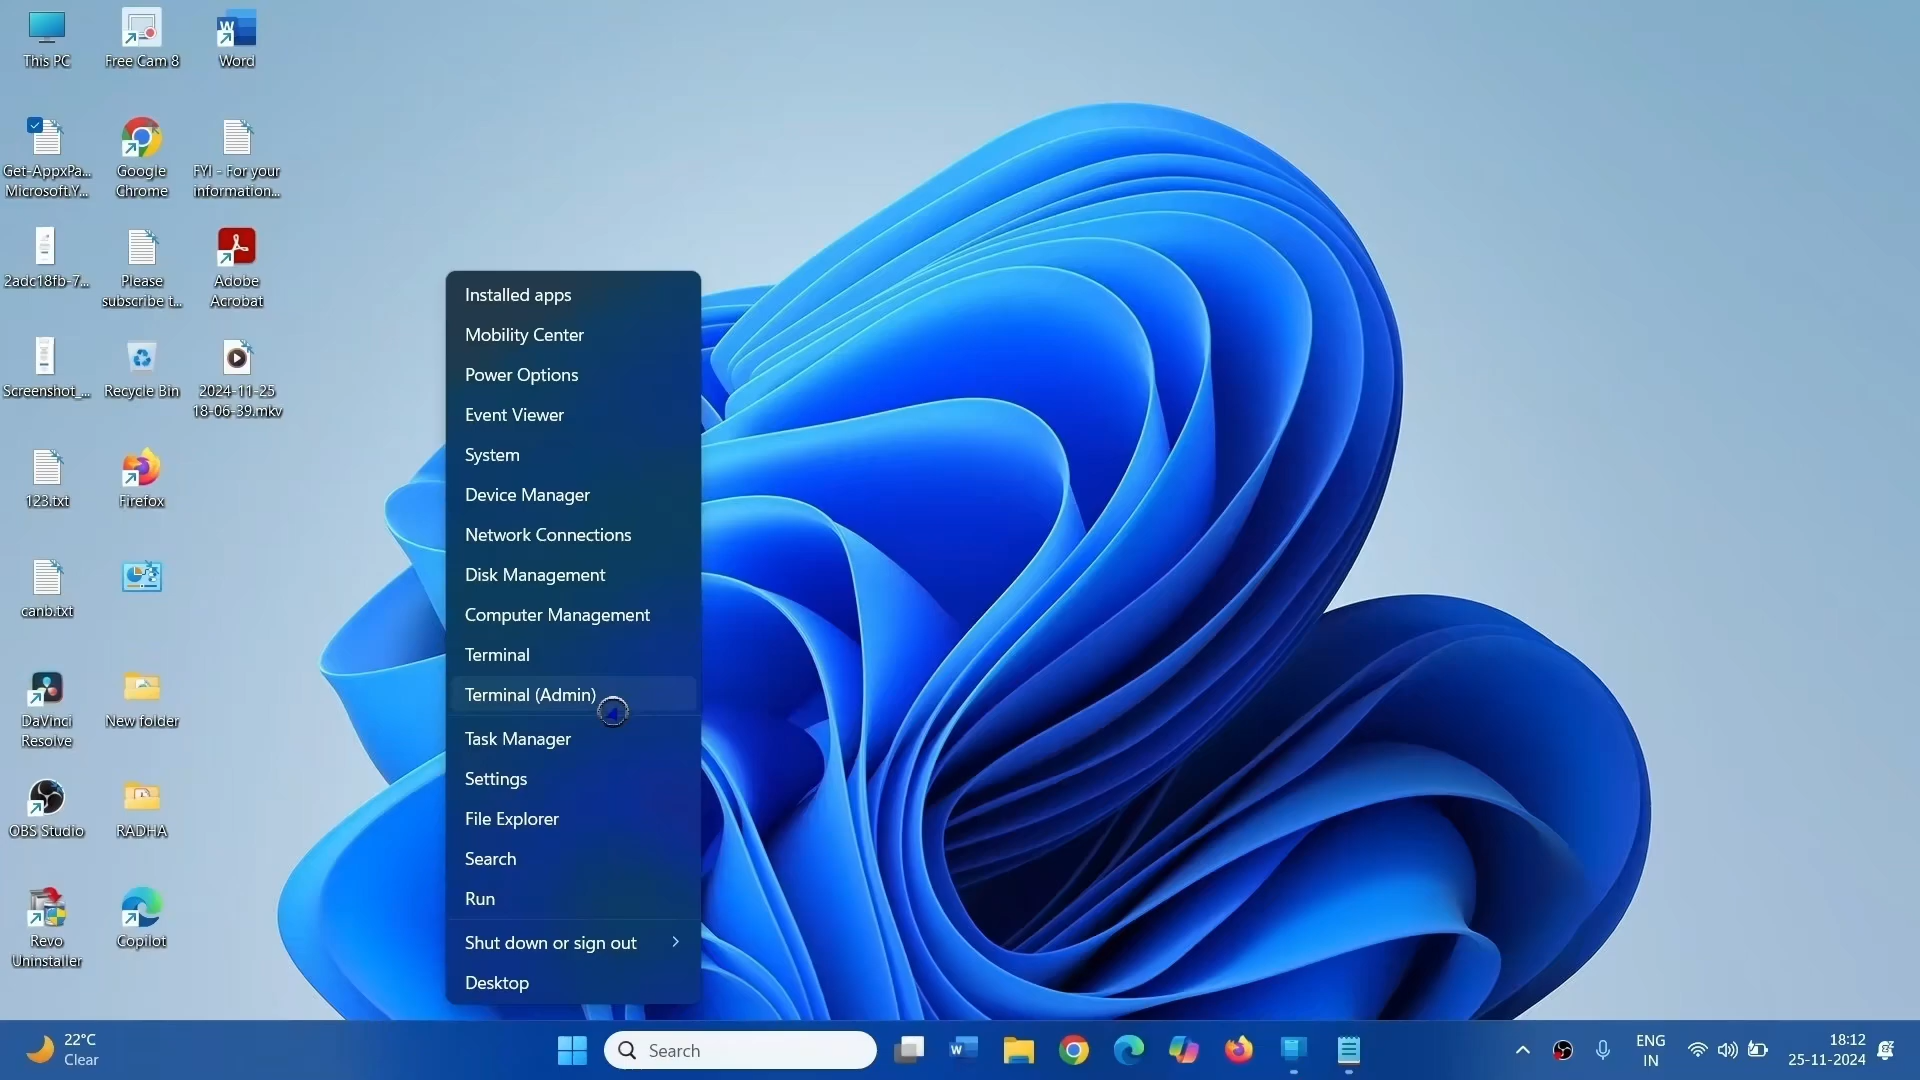 This PC
Free Cam 8
Word
Get-AppxPa...
Microsoft.Y...
Google
Chrome
FYI - For your
information...
2adc18fb-7...
Please
subscribe t...
Adobe
Acrobat
Screenshot_...
Recycle Bin
2024-11-25
18-06-39.mkv
123.txt
Firefox
canb.txt
DaVinci
Resolve
New folder
OBS Studio
RADHA
Revo
Uninstaller
Copilot
Installed apps
Mobility Center
Power Options
Event Viewer
System
Device Manager
Network Connections
Disk Management
Computer Management
Terminal
Terminal (Admin)
Task Manager
Settings
File Explorer
Search
Run
Shut down or sign out
Desktop
22°C
Clear
Search
ENG
IN
18:12
25-11-2024